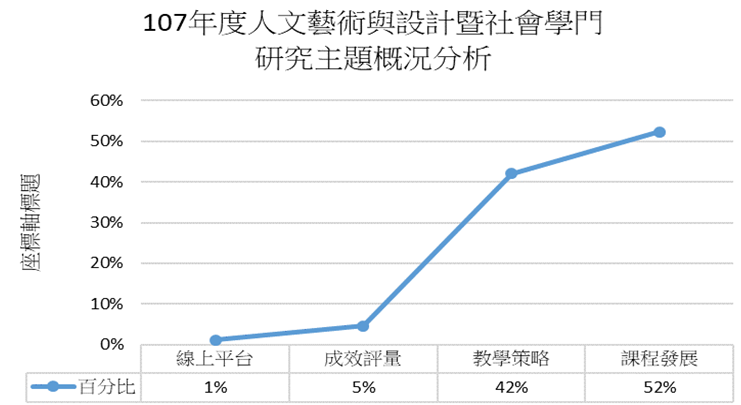 107年度人文藝術與設計暨社會學門
研究主題概況分析
座標軸標題
60%
50%
40%
30%
20%
10%
0%
線上平台 成效評量 教學策略 課程發展
百分比 1% 5% 42% 52%